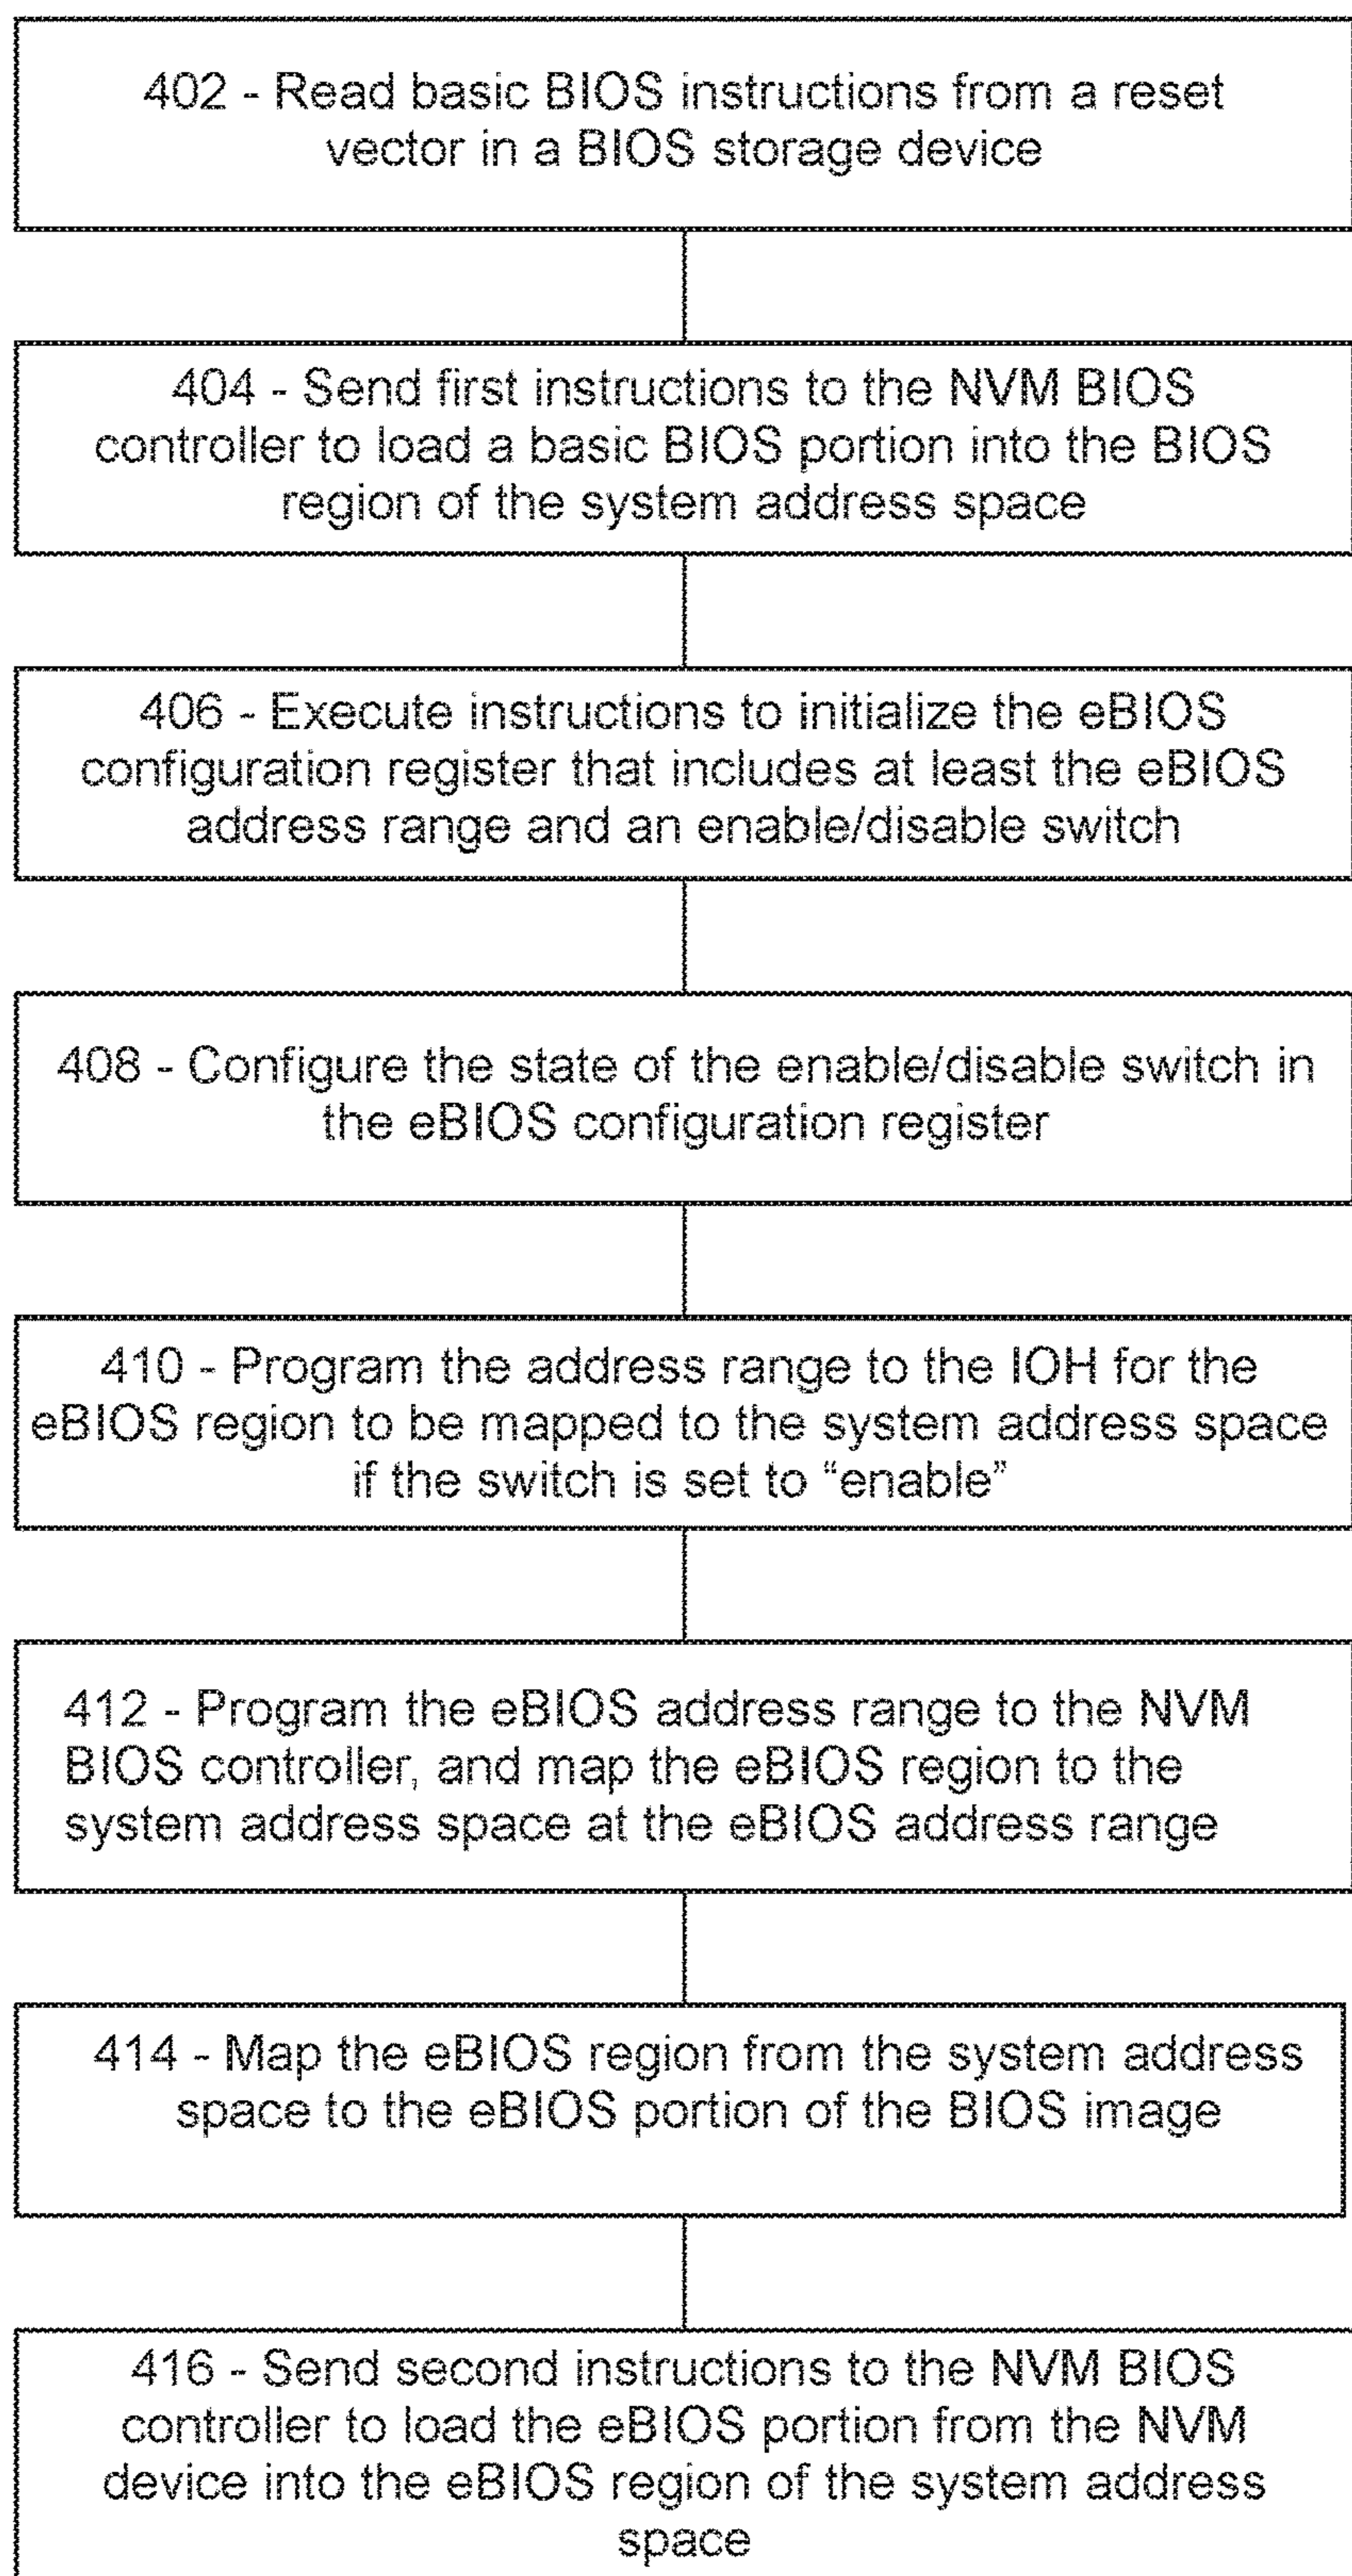 402 - Read basic BIOS instructions from a reset
vector in a BIOS storage device
404 - Send first instructions to the NVM BIOS
controller to load a basic BIOS portion into the BIOS
region of the system address space
406 - Execute instructions to initialize the eBIOS
configuration register that includes at least the eBIOS
address range and an enable/disable switch
408 - Configure the state of the enable/disable switch in
the eBIOS configuration register
410 - Program the address range to the IOH for the
eBIOS region to be mapped to the system address space
if the switch is set to “enable”
412 - Program the eBIOS address range to the NVM
BIOS controller, and map the eBIOS region to the
system address space at the eBIOS address range
414 - Map the eBIOS region from the system address
space to the eBIOS portion of the BIOS image
416 - Send second instructions to the NVM BIOS
controller to load the eBIOS portion from the NVM
device into the eBIOS region of the system address
space